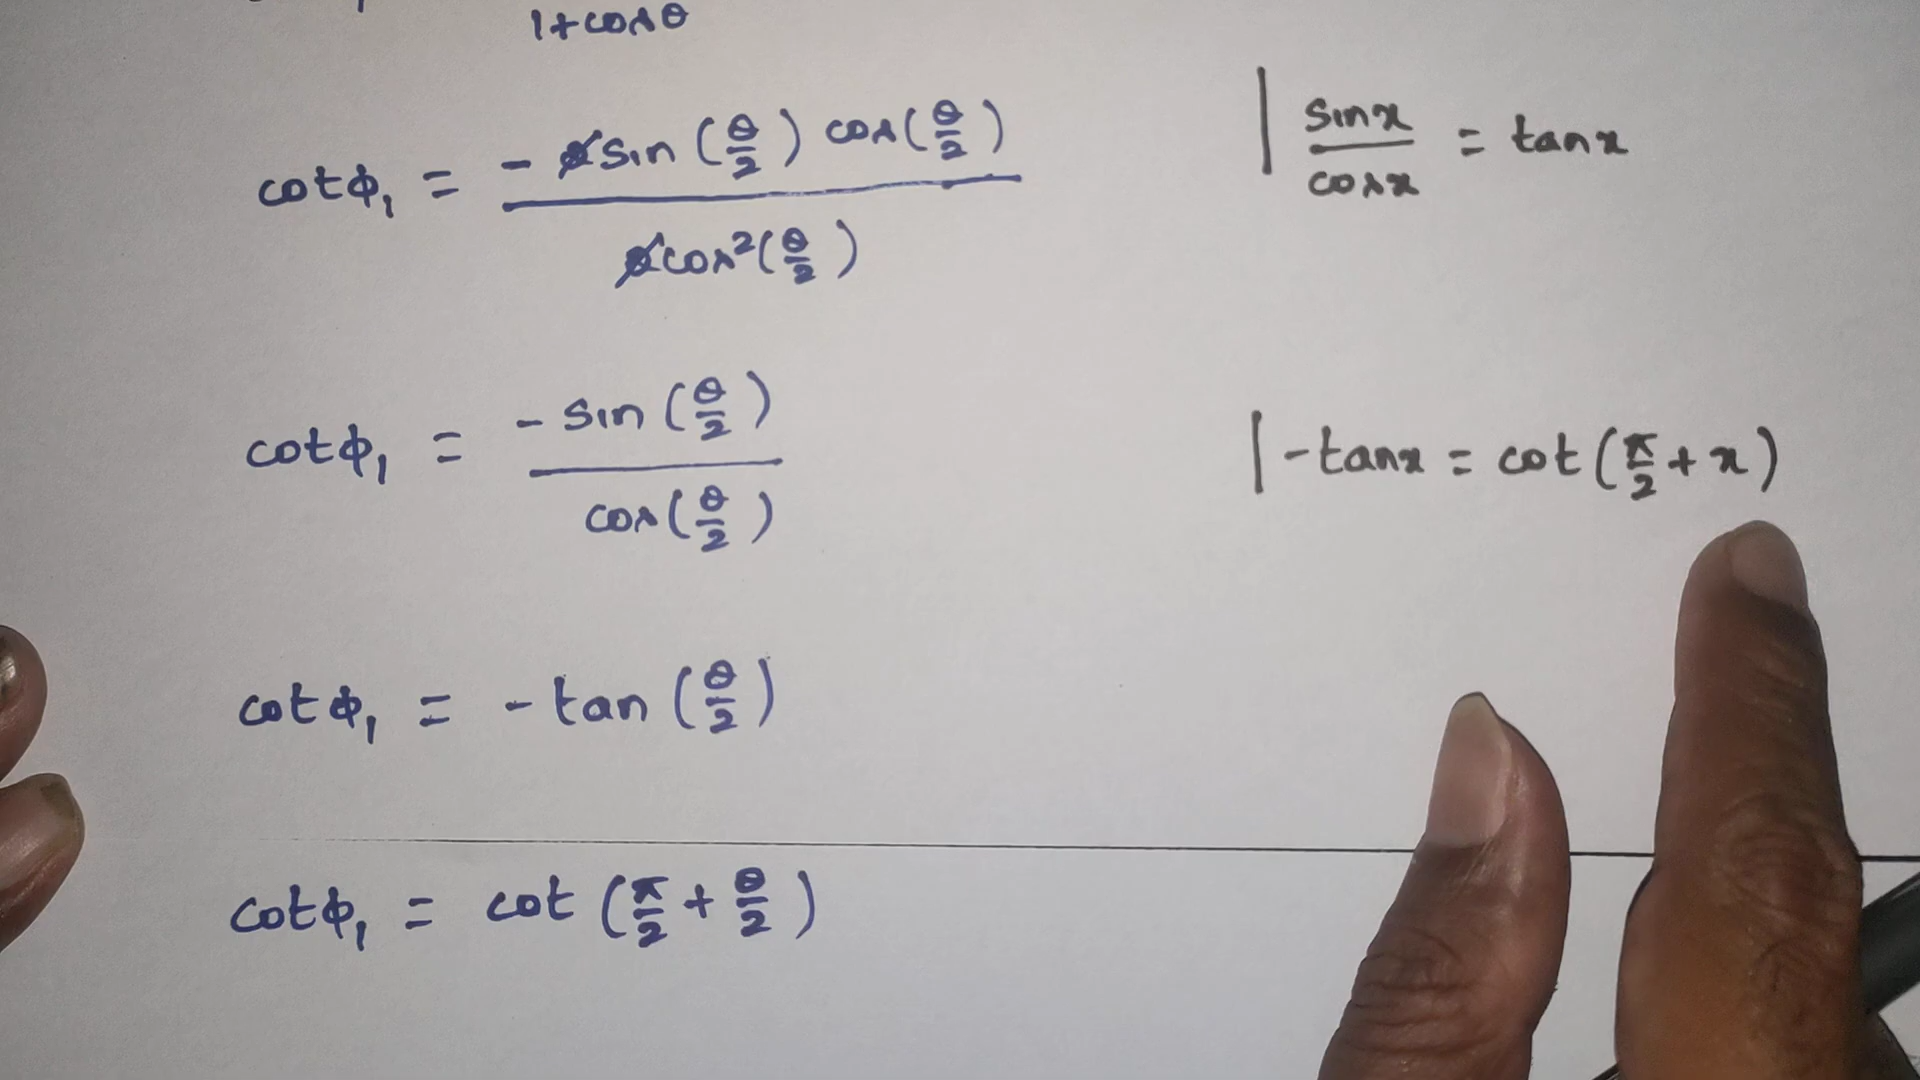 1+cosθ
cotφ₁ = - 2sin (θ/2) cos(θ/2) / 2cos²(θ/2)
| sinx / cosx = tanx
cotφ₁ = - sin (θ/2) / cos(θ/2)
| -tanx = cot (π/2 + x)
cotφ₁ = - tan (θ/2)
cotφ₁ = cot (π/2 + θ/2)